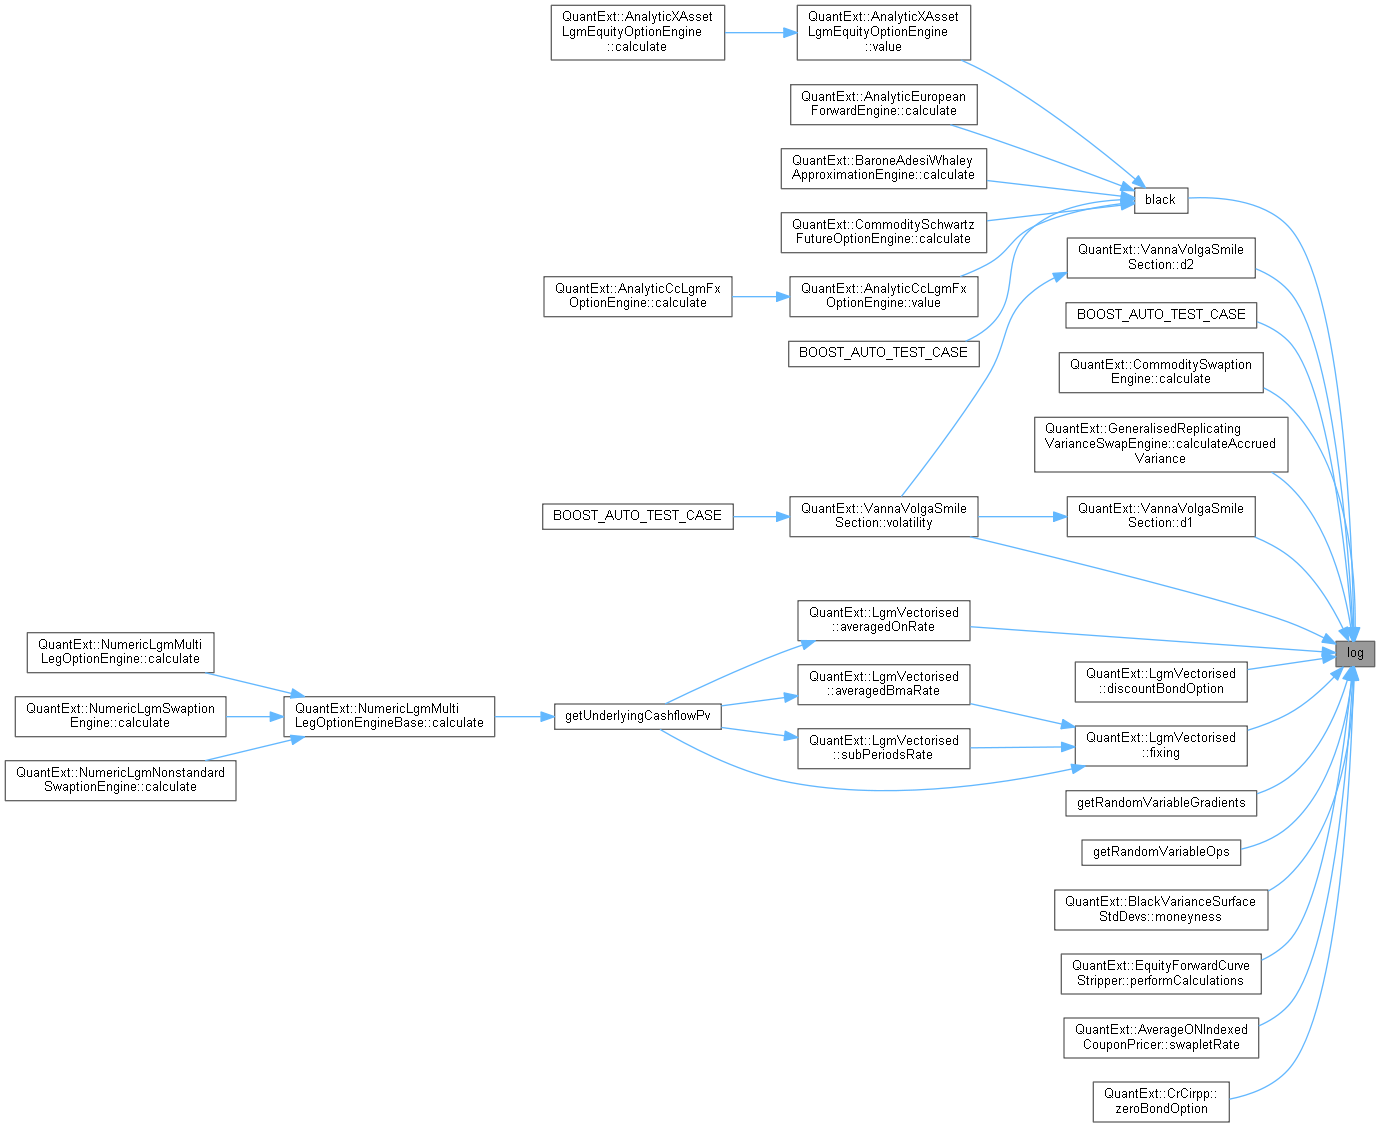 QuantExt::AnalyticXAsset
LgmEquityOptionEngine
::calculate
QuantExt::AnalyticXAsset
LgmEquityOptionEngine
::value
QuantExt::AnalyticEuropean
ForwardEngine::calculate
QuantExt::BaroneAdesiWhaley
ApproximationEngine::calculate
black
QuantExt::CommoditySchwartz
FutureOptionEngine::calculate
QuantExt::VannaVolgaSmile
Section::d2
QuantExt::AnalyticCcLgmFx
OptionEngine::calculate
QuantExt::AnalyticCcLgmFx
OptionEngine::value
BOOST_AUTO_TEST_CASE
BOOST_AUTO_TEST_CASE
QuantExt::CommoditySwaption
Engine::calculate
QuantExt::GeneralisedReplicating
VarianceSwapEngine::calculateAccrued
Variance
BOOST_AUTO_TEST_CASE
QuantExt::VannaVolgaSmile
Section::volatility
QuantExt::VannaVolgaSmile
Section::d1
QuantExt::LgmVectorised
::averagedOnRate
QuantExt::NumericLgmMulti
LegOptionEngine::calculate
log
QuantExt::LgmVectorised
::averagedBmaRate
QuantExt::LgmVectorised
::discountBondOption
QuantExt::NumericLgmSwaption
Engine::calculate
QuantExt::NumericLgmMulti
LegOptionEngineBase::calculate
getUnderlyingCashflowPv
QuantExt::LgmVectorised
::subPeriodsRate
QuantExt::LgmVectorised
::fixing
QuantExt::NumericLgmNonstandard
SwaptionEngine::calculate
getRandomVariableGradients
getRandomVariableOps
QuantExt::BlackVarianceSurface
StdDevs::moneyness
QuantExt::EquityForwardCurve
Stripper::performCalculations
QuantExt::AverageONIndexed
CouponPricer::swapletRate
QuantExt::CrCirpp::
zeroBondOption